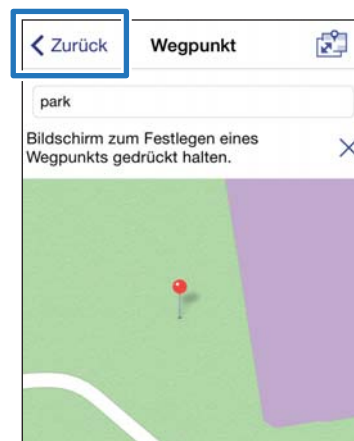 Zurück Wegpunkt
park
Bildschirm zum Festlegen eines
Wegpunkts gedrückt halten.